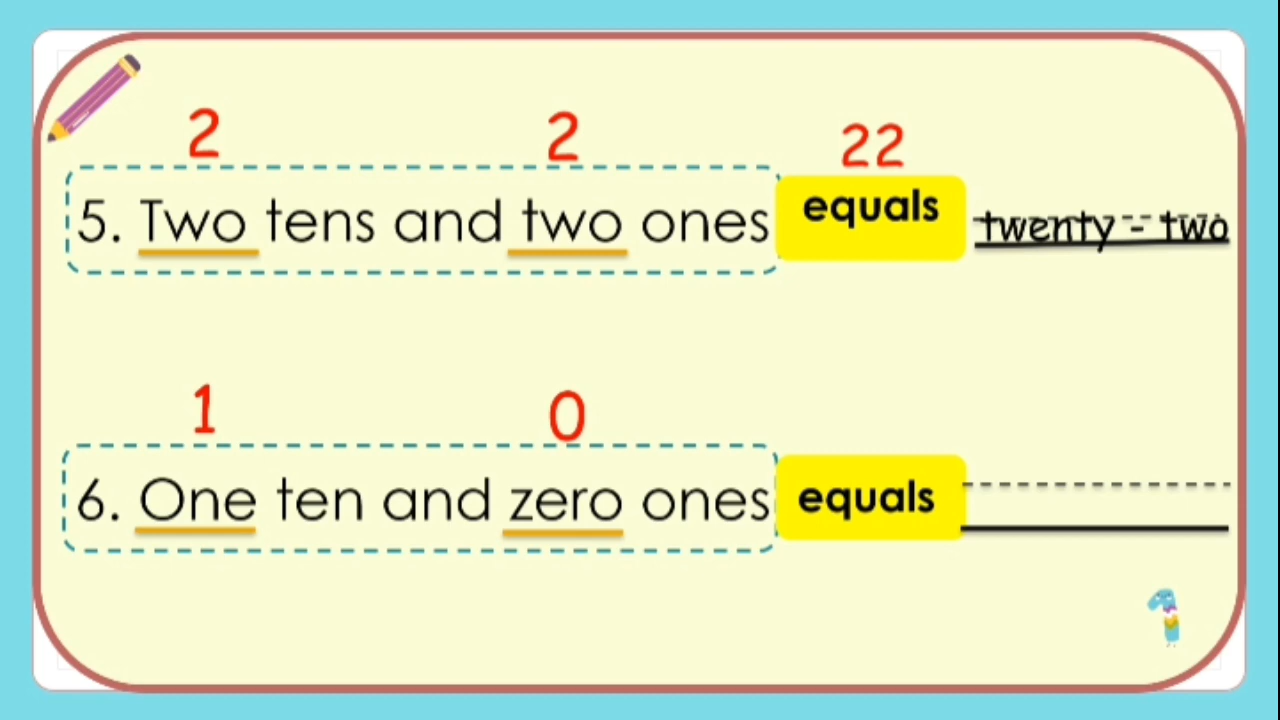 2 2 22
5. Two tens and two ones equals twenty - two
1 0
6. One ten and zero ones equals